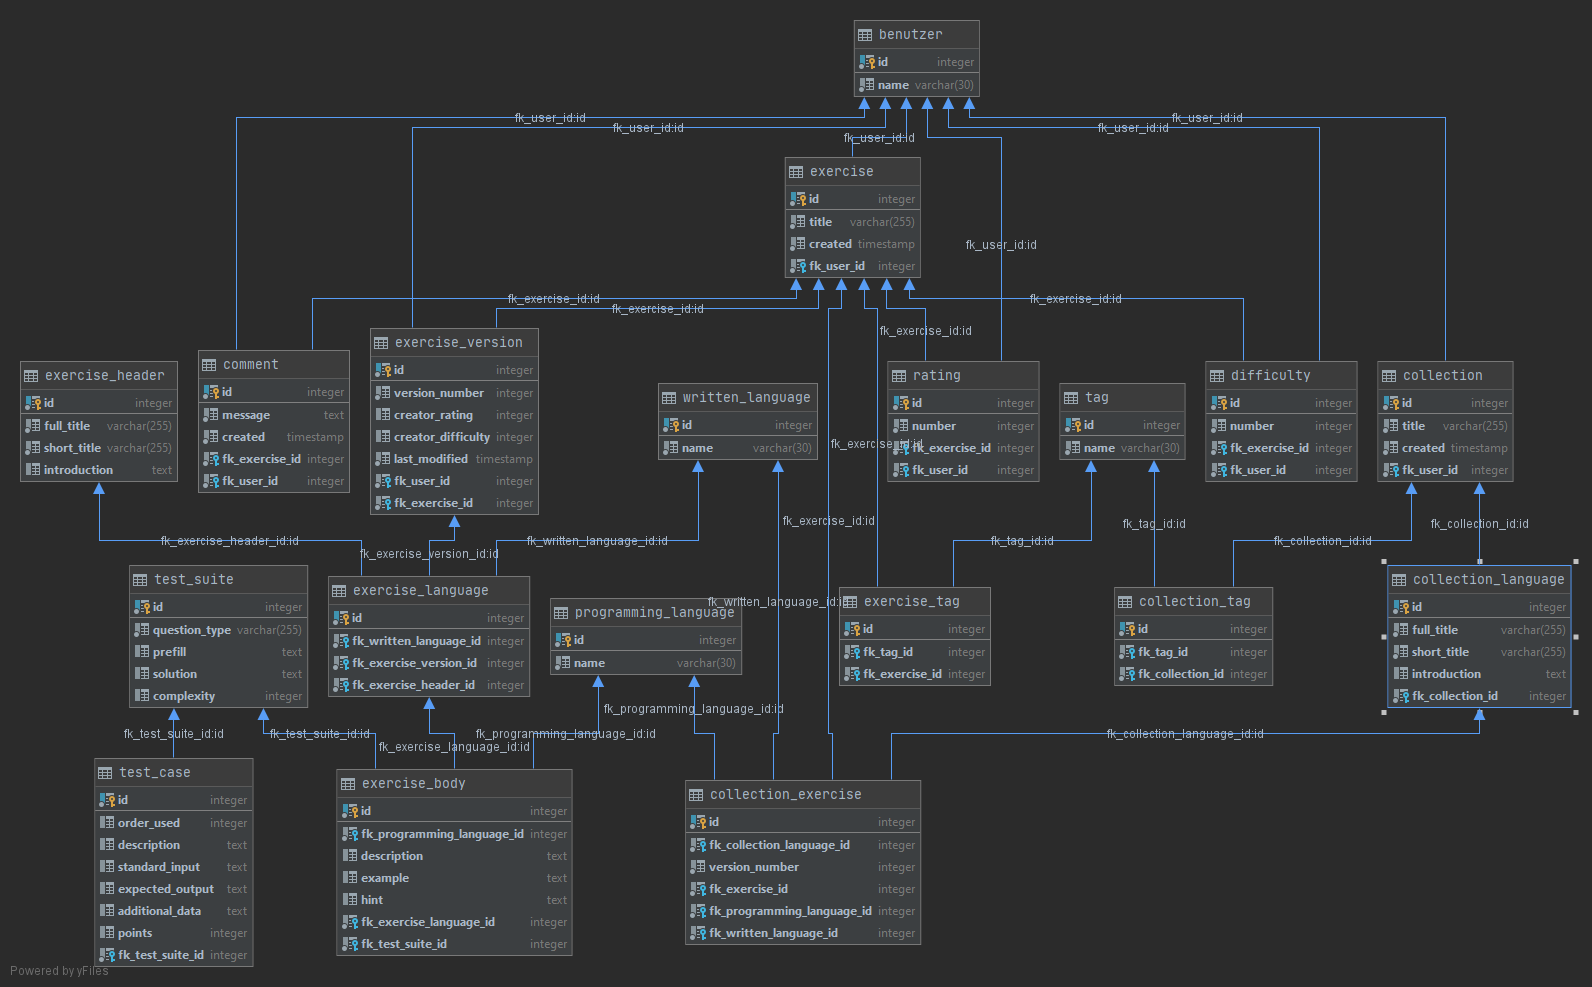 benutzer
id integer
name varchar(30)
fk_user_id:id
fk_user_id:id
fk_user_id:id
fk_user_id:id
fk_user_id:id
fk_user_id:id
exercise
id integer
title varchar(255)
created timestamp
fk_user_id integer
fk_exercise_id:id
fk_exercise_id:id
fk_exercise_id:id
fk_exercise_id:id
exercise_header
id integer
full_title varchar(255)
short_title varchar(255)
introduction text
comment
id integer
message text
created timestamp
fk_exercise_id integer
fk_user_id integer
exercise_version
id integer
version_number integer
creator_rating integer
creator_difficulty integer
last_modified timestamp
fk_user_id integer
fk_exercise_id integer
written_language
id integer
name varchar(30)
rating
id integer
number integer
fk_exercise_id integer
fk_user_id integer
fk_exercise_id:id
tag
id integer
name varchar(30)
difficulty
id integer
number integer
fk_exercise_id integer
fk_user_id integer
collection
id integer
title varchar(255)
created timestamp
fk_user_id integer
fk_exercise_id:id
fk_tag_id:id
fk_collection_id:id
fk_exercise_header_id:id
fk_exercise_version_id:id
fk_written_language_id:id
fk_tag_id:id
fk_collection_id:id
test_suite
id integer
question_type varchar(255)
prefill text
solution text
complexity integer
exercise_language
id integer
fk_written_language_id integer
fk_exercise_version_id integer
fk_exercise_header_id integer
programming_language
id integer
name varchar(30)
fk_written_language_id:id
exercise_tag
id integer
fk_tag_id integer
fk_exercise_id integer
collection_tag
id integer
fk_tag_id integer
fk_collection_id integer
collection_language
id integer
full_title varchar(255)
short_title varchar(255)
introduction text
fk_collection_id integer
fk_programming_language_id:id
fk_test_suite_id:id
fk_test_suite_id:id
fk_exercise_language_id:id
fk_programming_language_id:id
fk_collection_language_id:id
test_case
id integer
order_used integer
description text
standard_input text
expected_output text
additional_data text
points integer
fk_test_suite_id integer
exercise_body
id integer
fk_programming_language_id integer
description text
example text
hint text
fk_exercise_language_id integer
fk_test_suite_id integer
collection_exercise
id integer
fk_collection_language_id integer
version_number integer
fk_exercise_id integer
fk_programming_language_id integer
fk_written_language_id integer
Powered by yFiles